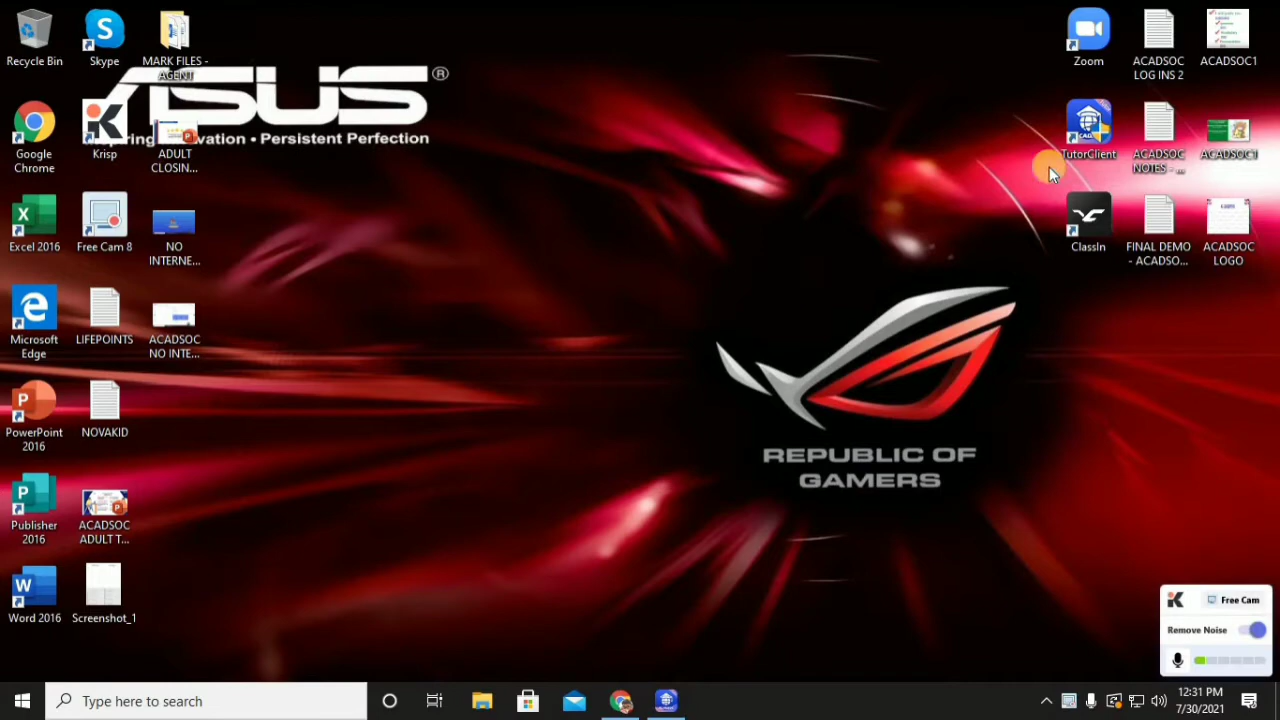 Recycle Bin
Skype
MARK FILES -
AGENT
Zoom
ACADSOC
LOG INS 2
ACADSOC1
ASUS®
Persistent Perfection
Google
Chrome
Krisp
ADULT
CLOSIN...
TutorClient
ACADSOC
NOTES - ...
ACADSOC1
Excel 2016
Free Cam 8
NO
INTERNE...
ClassIn
FINAL DEMO
- ACADSO...
ACADSOC
LOGO
Microsoft
Edge
LIFEPOINTS
ACADSOC
NO INTE...
PowerPoint
2016
NOVAKID
REPUBLIC OF
GAMERS
Publisher
2016
ACADSOC
ADULT T...
Word 2016
Screenshot_1
Free Cam
Remove Noise
Type here to search
12:31 PM
7/30/2021